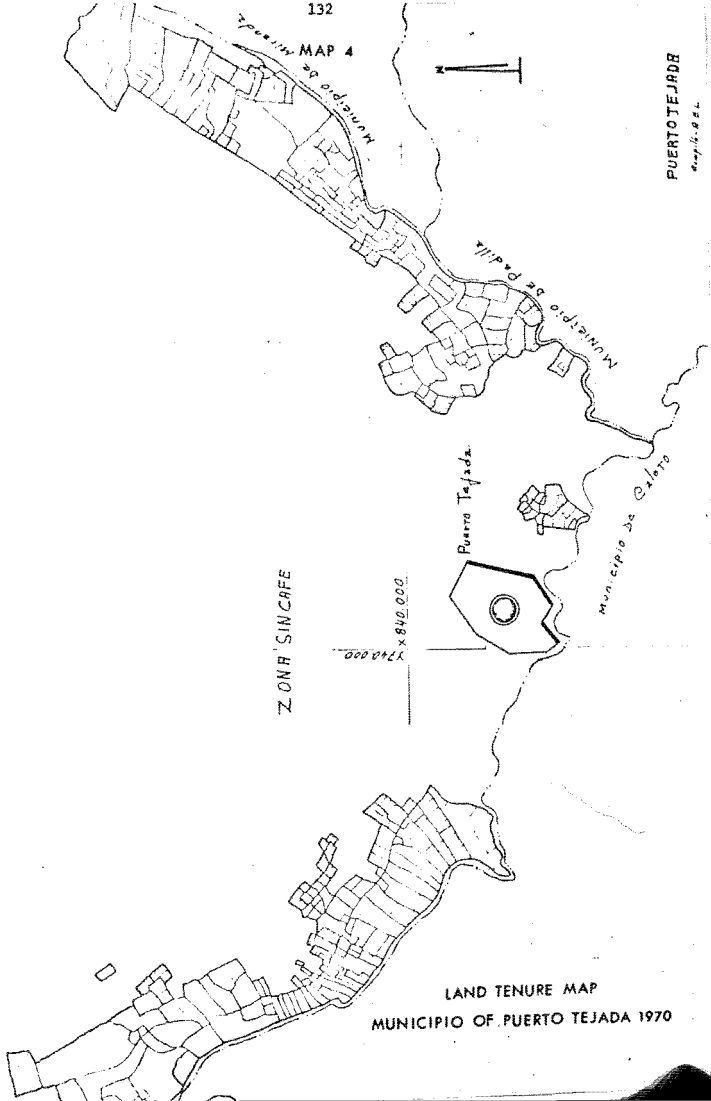 132
MAP 4
N
Municipio de Miranda
PUERTO TEJADA
Municipio de Padilla
Puerto Tejada
Municipio de Caloto
ZONA SINCAFE
Y740.000
X840.000
LAND TENURE MAP
MUNICIPIO OF PUERTO TEJADA 1970